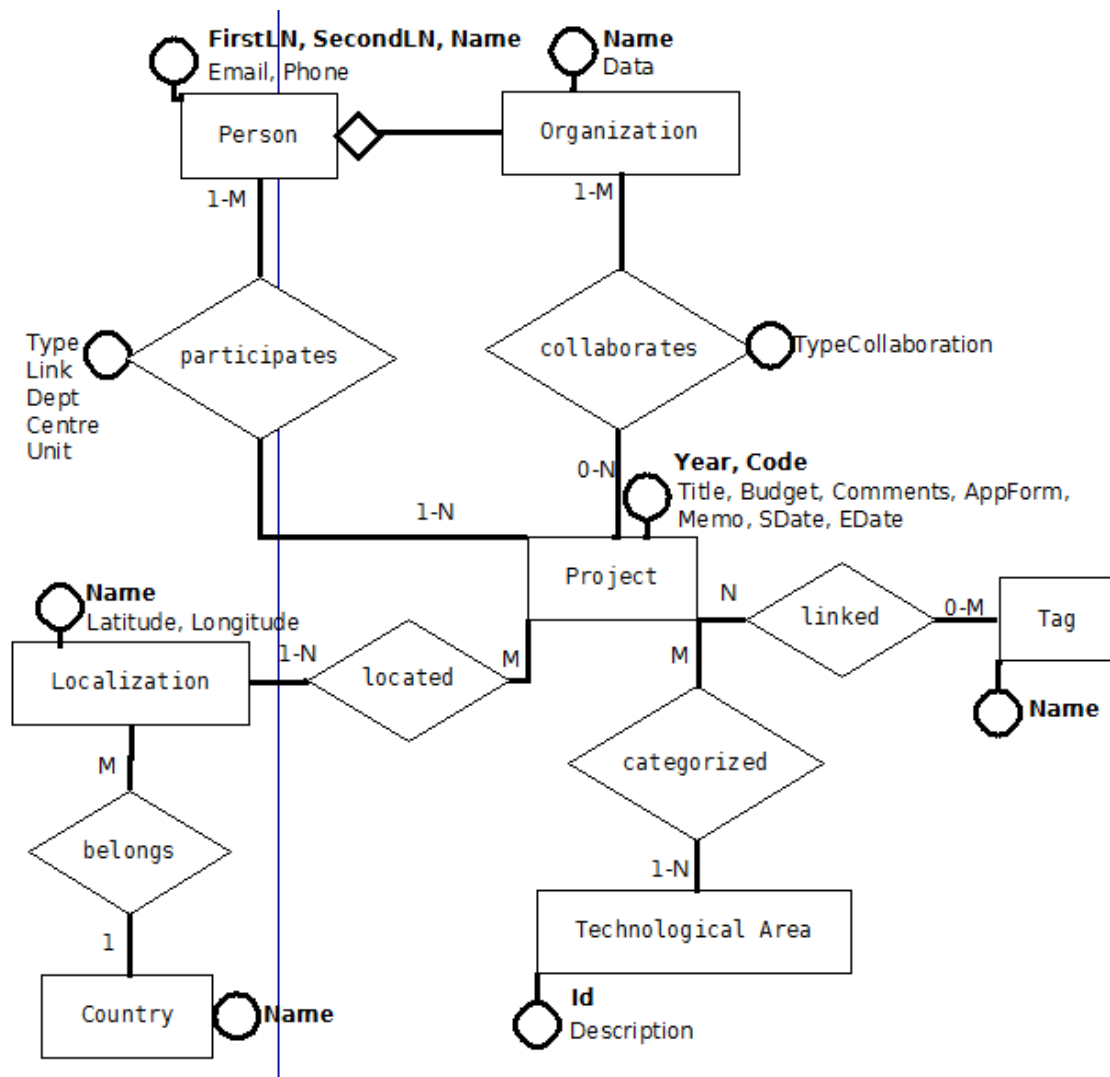 FirstLN, SecondLN, Name
Email, Phone
Name
Data
Person
Organization
1-M
1-M
participates
collaborates
Type
Link
Dept
Centre
Unit
TypeCollaboration
0-N
Year, Code
Title, Budget, Comments, AppForm,
Memo, SDate, EDate
1-N
Project
Name
Latitude, Longitude
N
linked
0-M
Tag
1-N
M
M
Localization
located
Name
M
categorized
belongs
1-N
1
Technological Area
Country
Name
Id
Description